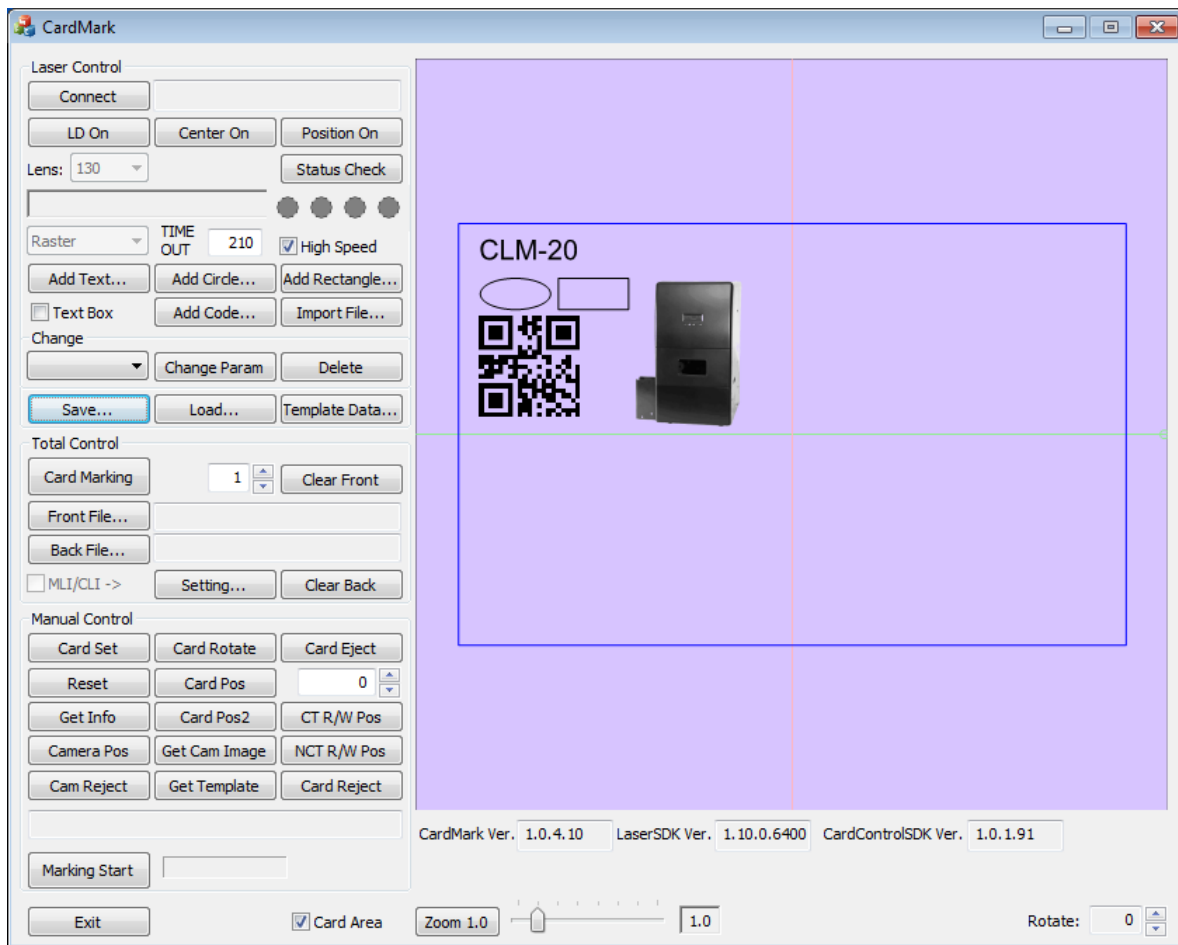 CardMark
Laser Control
Connect
LD On Center On Position On
Lens: 130 Status Check
Raster TIME OUT 210 High Speed
Add Text... Add Circle... Add Rectangle...
Text Box Add Code... Import File...
Change
Change Param Delete
Save... Load... Template Data...
Total Control
Card Marking 1 Clear Front
Front File...
Back File...
MLI/CLI -> Setting... Clear Back
Manual Control
Card Set Card Rotate Card Eject
Reset Card Pos 0
Get Info Card Pos2 CT R/W Pos
Camera Pos Get Cam Image NCT R/W Pos
Cam Reject Get Template Card Reject
Marking Start
Exit Card Area
CLM-20
CardMark Ver. 1.0.4.10 LaserSDK Ver. 1.10.0.6400 CardControlSDK Ver. 1.0.1.91
Zoom 1.0 1.0 Rotate: 0